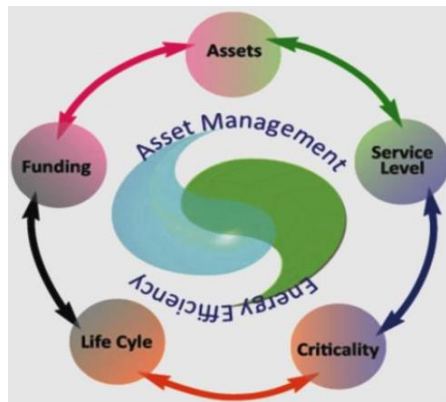 Assets
Asset Management
Funding
Service
Level
Energy Efficiency
Life Cyle
Criticality